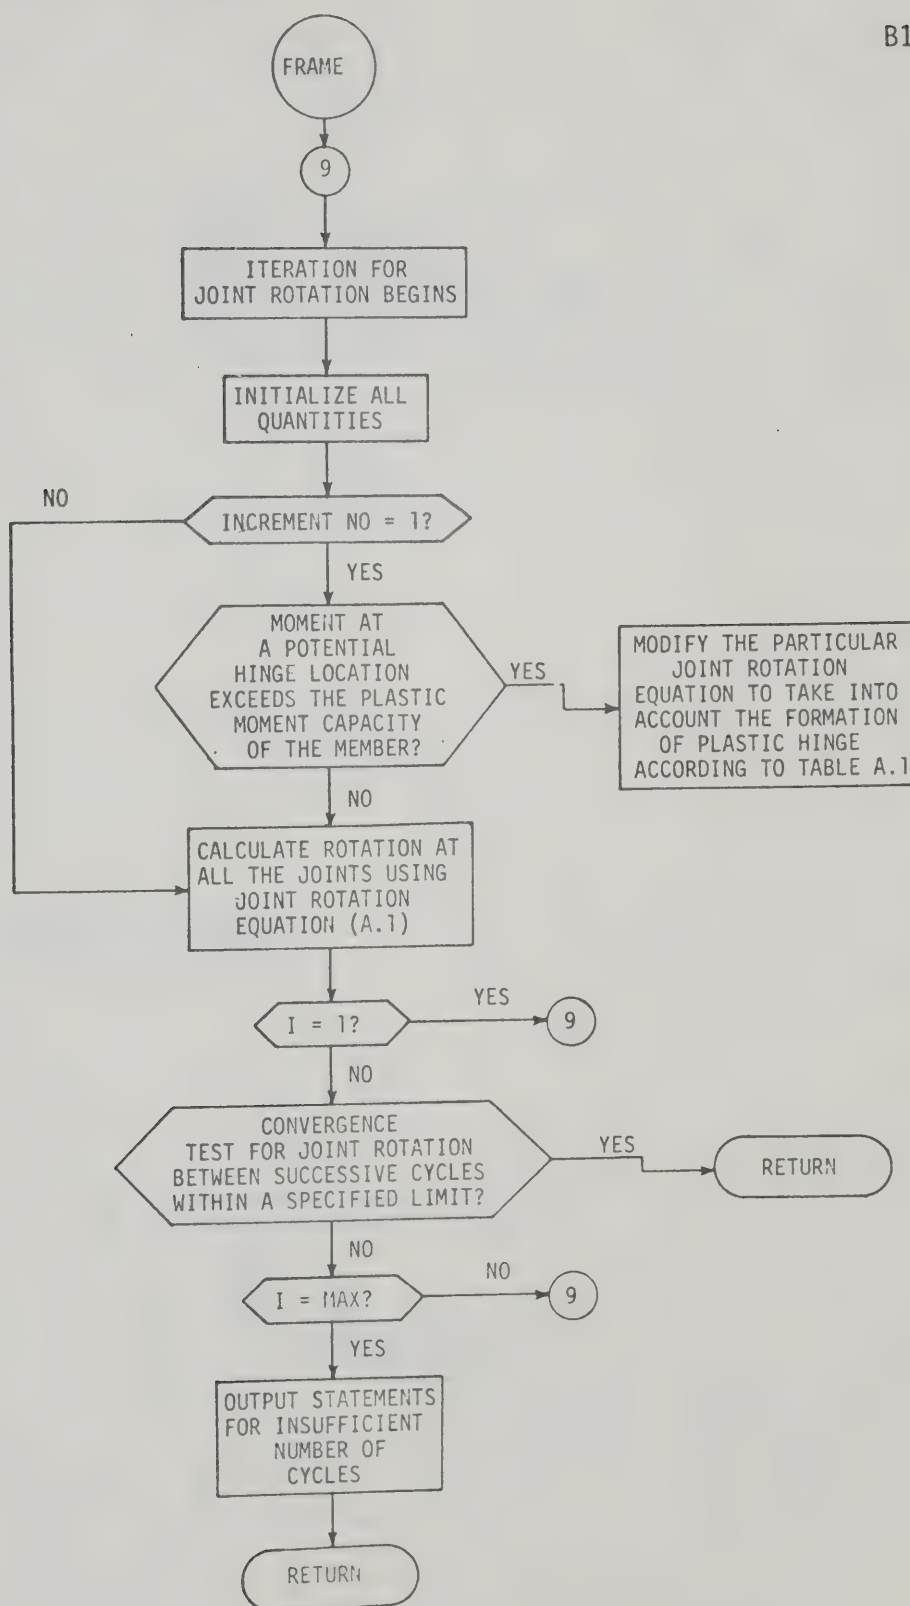 B1
FRAME
9
ITERATION FOR
JOINT ROTATION BEGINS
INITIALIZE ALL
QUANTITIES
NO
INCREMENT NO = 1?
YES
MOMENT AT
A POTENTIAL
HINGE LOCATION
EXCEEDS THE PLASTIC
MOMENT CAPACITY
OF THE MEMBER?
YES
MODIFY THE PARTICULAR
JOINT ROTATION
EQUATION TO TAKE INTO
ACCOUNT THE FORMATION
OF PLASTIC HINGE
ACCORDING TO TABLE A.1
NO
CALCULATE ROTATION AT
ALL THE JOINTS USING
JOINT ROTATION
EQUATION (A.1)
I = 1?
YES
9
NO
CONVERGENCE
TEST FOR JOINT ROTATION
BETWEEN SUCCESSIVE CYCLES
WITHIN A SPECIFIED LIMIT?
YES
RETURN
NO
I = MAX?
NO
9
YES
OUTPUT STATEMENTS
FOR INSUFFICIENT
NUMBER OF
CYCLES
RETURN